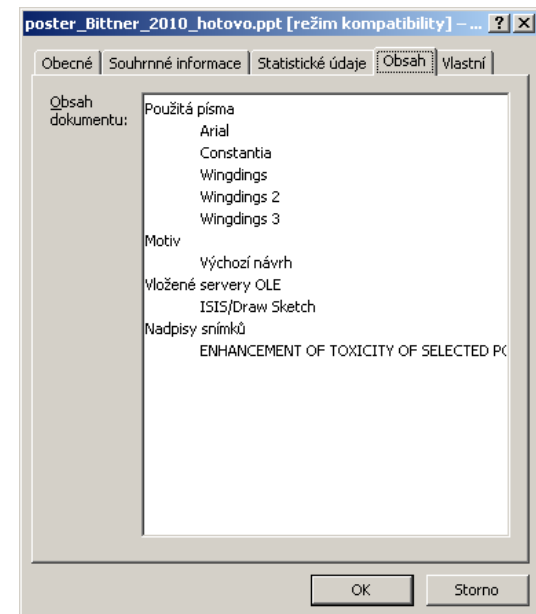 poster_Bittner_2010_hotovo.ppt [režim kompatibility] – ...
Obecné Souhrnné informace Statistické údaje Obsah Vlastní
Obsah
dokumentu:
Použitá písma
Arial
Constantia
Wingdings
Wingdings 2
Wingdings 3
Motiv
Výchozí návrh
Vložené servery OLE
ISIS/Draw Sketch
Nadpisy snímků
ENHANCEMENT OF TOXICITY OF SELECTED
OK Storno